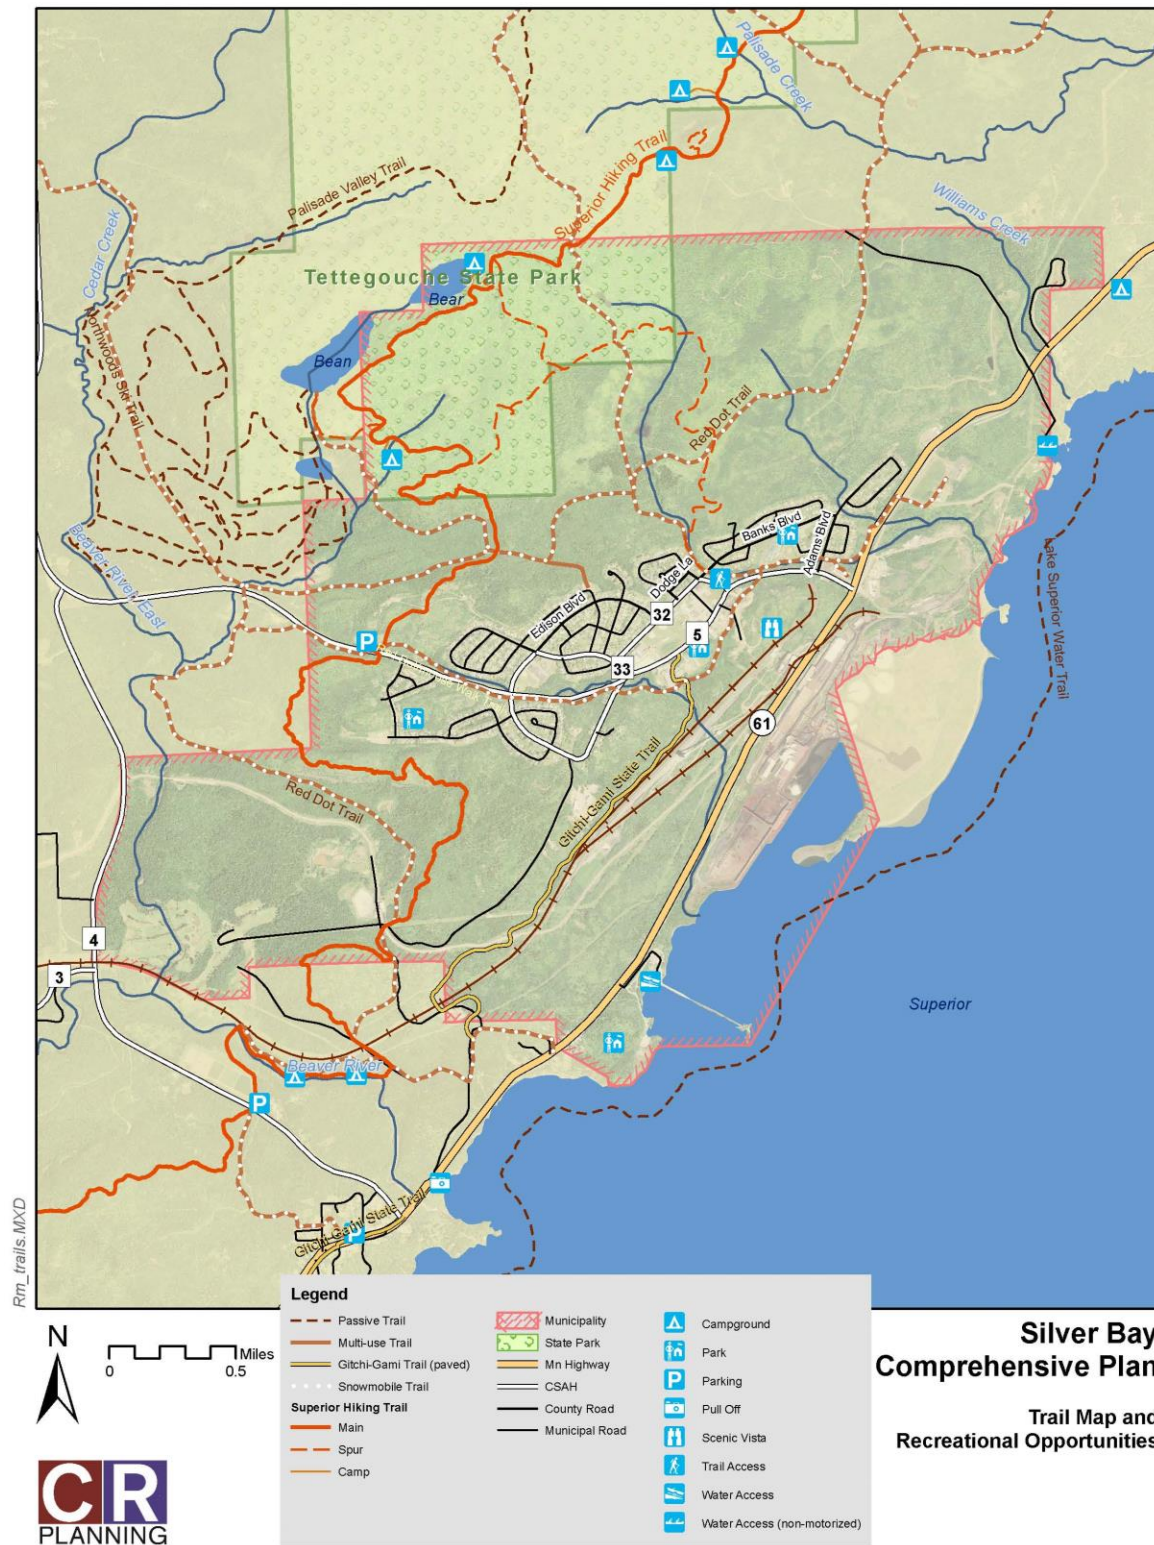 Palisade Creek
Palisade Valley Trail
Superior Hiking Trail
Cedar Creek
Williams Creek
Tettegouche State Park
Bear
Bean
Northwoods Ski Trail
Red Dot Trail
Banks Blvd
Adams Blvd
Dodge La
Edison Blvd
32
5
33
Beaver River East
Lake Superior Water Trail
61
Gitchi-Gami State Trail
Red Dot Trail
4
3
Superior
Beaver River
Gitchi-Gami State Trail
Rm_trails.MXD
N
0
0.5
Miles
CR
PLANNING
Legend
Passive Trail
Multi-use Trail
Gitchi-Gami Trail (paved)
Snowmobile Trail
Superior Hiking Trail
Main
Spur
Camp
Municipality
State Park
Mn Highway
CSAH
County Road
Municipal Road
Campground
Park
P
Parking
Pull Off
Scenic Vista
Trail Access
Water Access
Water Access (non-motorized)
Silver Bay
Comprehensive Plan
Trail Map and
Recreational Opportunities